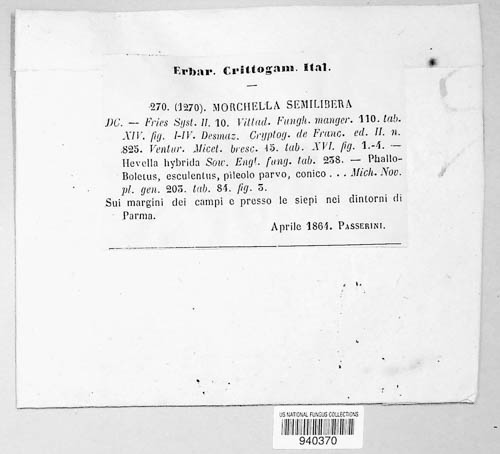 Erbar. Crittogam. Ital.
270. (1270). MORCHELLA SEMILIBERA
DC. — Fries Syst. II. 10. Vittad. Fungh. manger. 110. tab.
XIV. fig. I-IV. Desmaz. Cryptog. de Franc. ed. II. n.
825. Ventur. Micet. bresc. 15. tab. XVI. fig. 1.-4. —
Hevella hybrida Sow. Engl. fung. tab. 238. — Phallo-
Boletus, esculentus, pileolo parvo, conico . . . Mich. Nov.
pl. gen. 203. tab. 84. fig. 3.
Sui margini dei campi e presso le siepi nei dintorni di
Parma.
Aprile 1864. PASSERINI.
US NATIONAL FUNGUS COLLECTIONS
940370